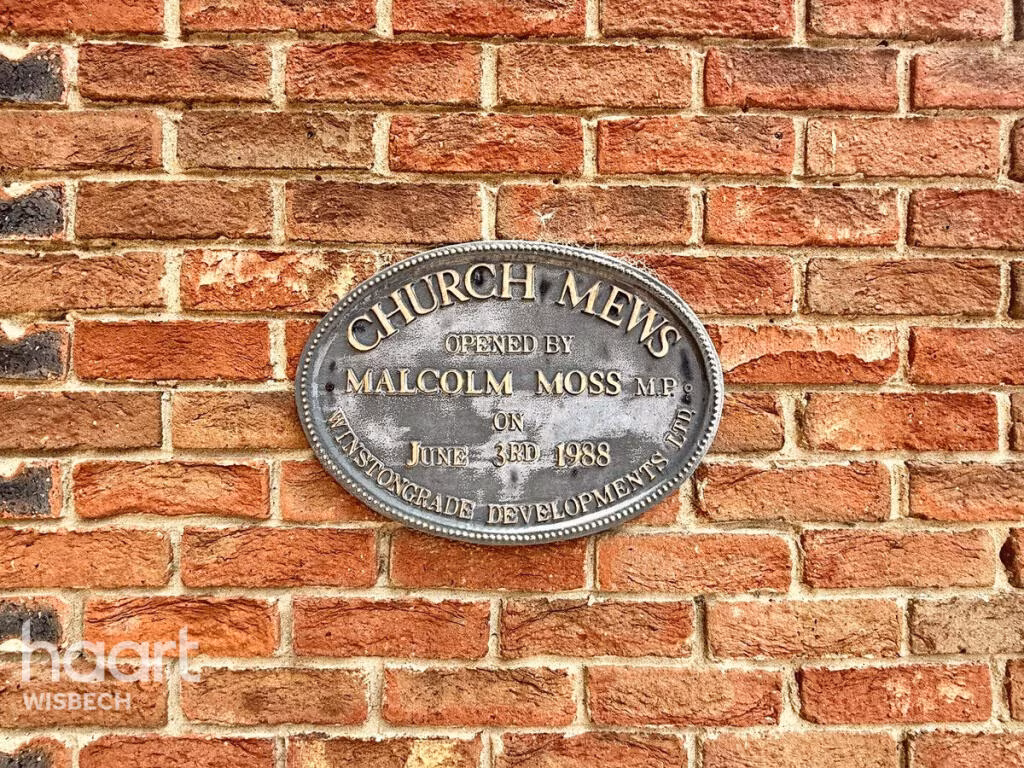 CHURCH MEWS
OPENED BY
MALCOLM MOSS M.P.
ON
JUNE 3RD 1988
WINSTONGRADE DEVELOPMENTS LTD.
haart
WISBECH